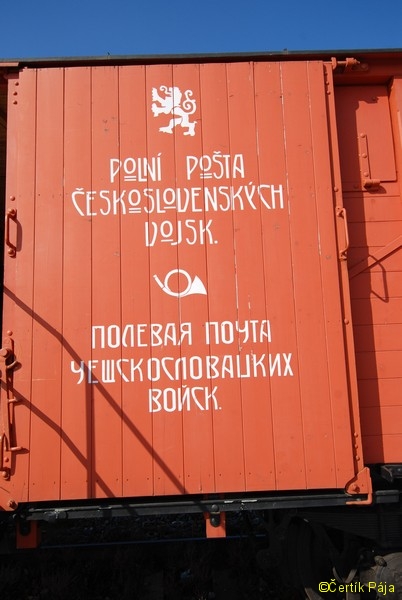 POLNÍ POŠTA
ČESKOSLOVENSKÝCH
VOJSK.
ПОЛЕВАЯ ПОЧТА
ЧЕШСКОСЛОВАЦКИХ
ВОЙСК.
©Čertík Pája